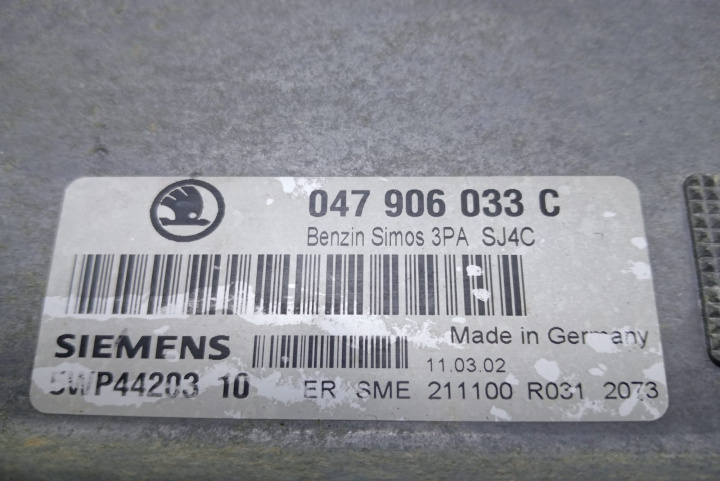 047 906 033 C
Benzin Simos 3PA SJ4C
Made in Germany
SIEMENS
11.03.02
5WP44203 10 ER SME 211100 R031 2073